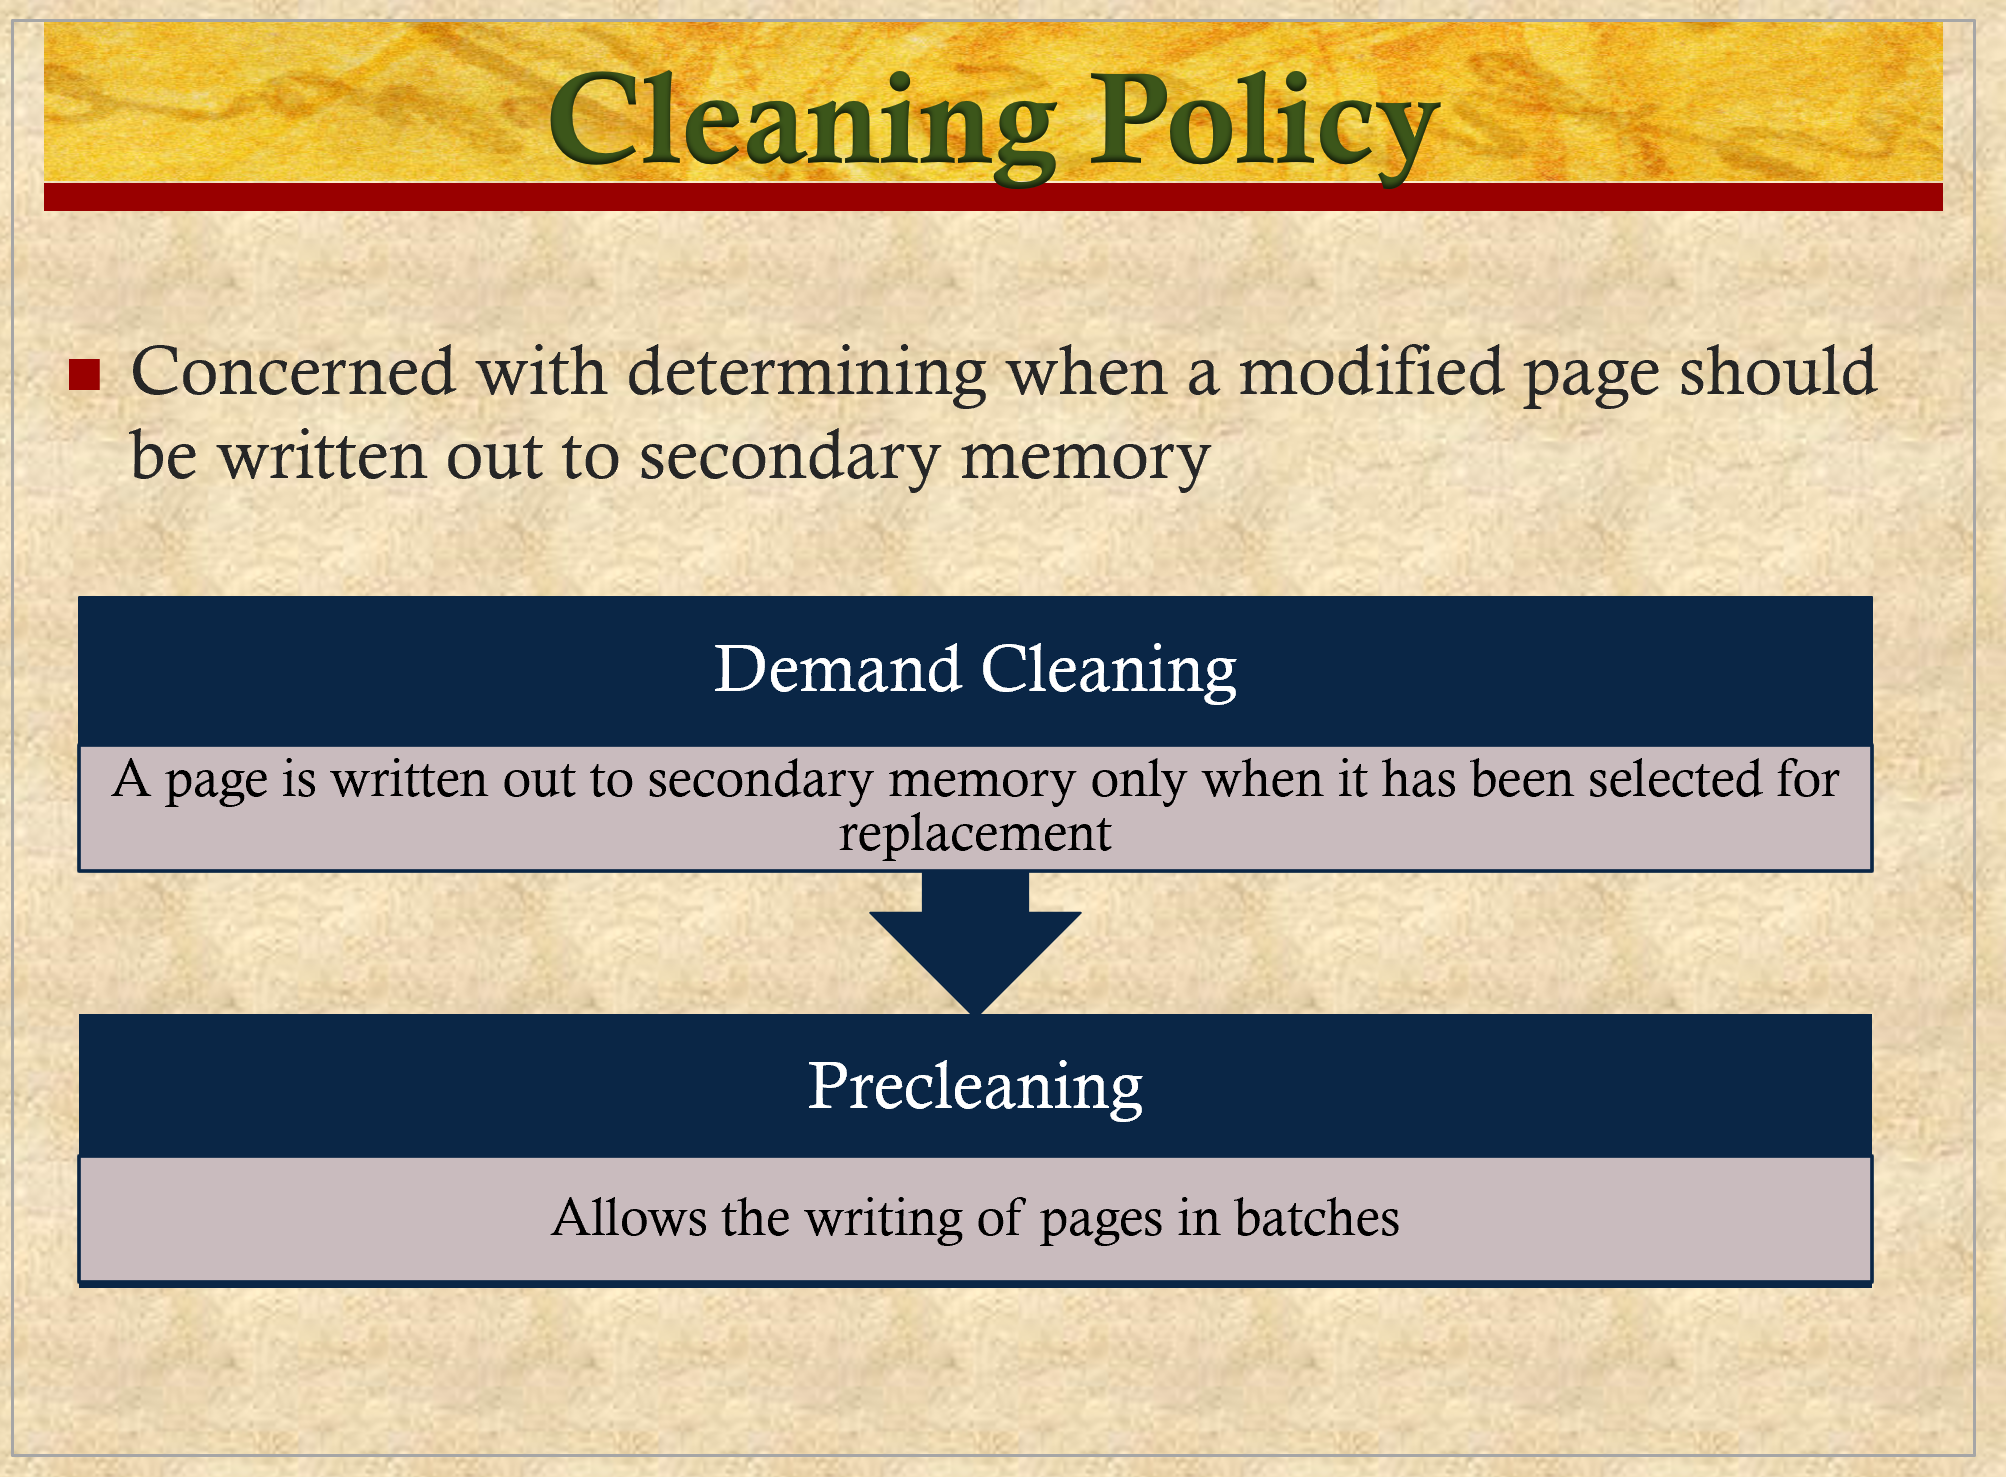 Cleaning Policy
Concerned with determining when a modified page should
be written out to secondary memory
Demand Cleaning
A page is written out to secondary memory only when it has been selected for
replacement
Precleaning
Allows the writing of pages in batches